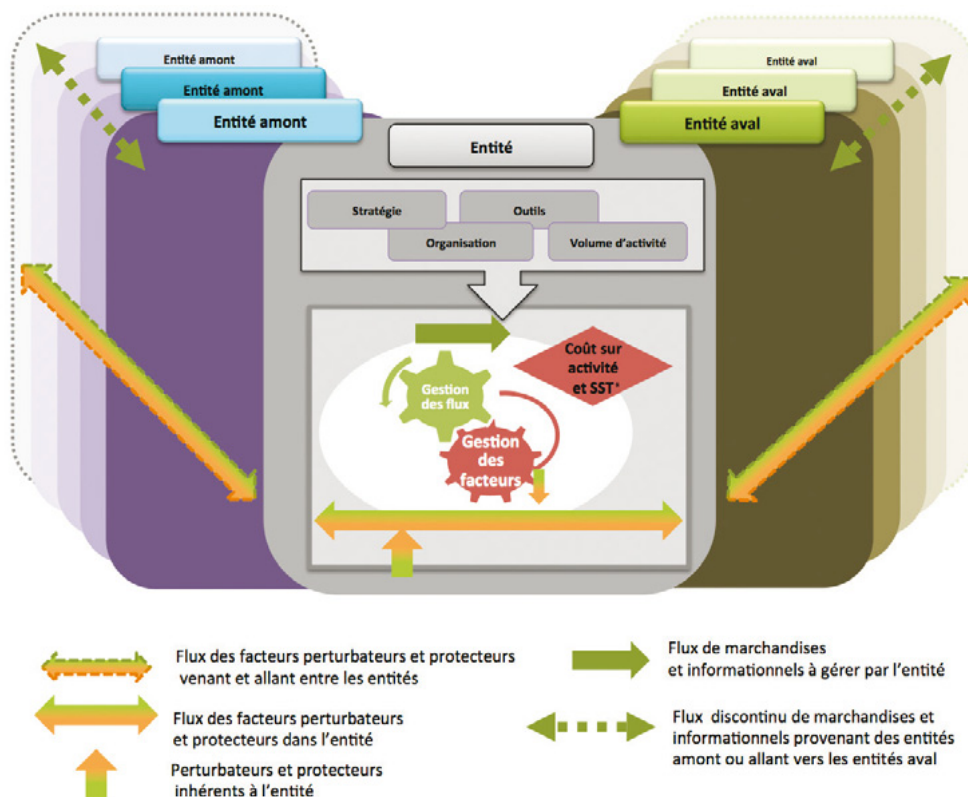 Entité amont
Entité amont
Entité amont
Entité aval
Entité aval
Entité aval
Entité
Stratégie
Outils
Organisation
Volume d'activité
Coût sur
activité
et SST*
Gestion
des flux
Gestion
des
facteurs
Flux des facteurs perturbateurs et protecteurs
venant et allant entre les entités
Flux des facteurs perturbateurs
et protecteurs dans l'entité
Perturbateurs et protecteurs
inhérents à l'entité
Flux de marchandises
et informationnels à gérer par l'entité
Flux discontinu de marchandises et
informationnels provenant des entités
amont ou allant vers les entités aval